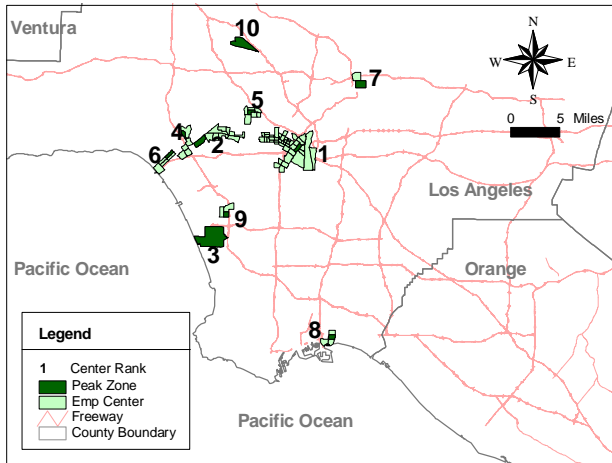 Ventura
10
N
W E
S
7
5
0 5 Miles
4
2
1
6
Los Angeles
9
3
Pacific Ocean
Orange
8
Legend
1 Center Rank
Peak Zone
Emp Center
Freeway
County Boundary
Pacific Ocean